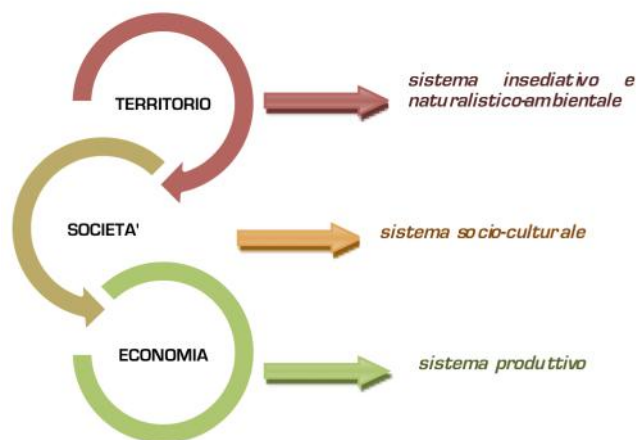 TERRITORIO
sistema insediativo e
naturalistico-ambientale
SOCIETA'
sistema socio-culturale
ECONOMIA
sistema produttivo